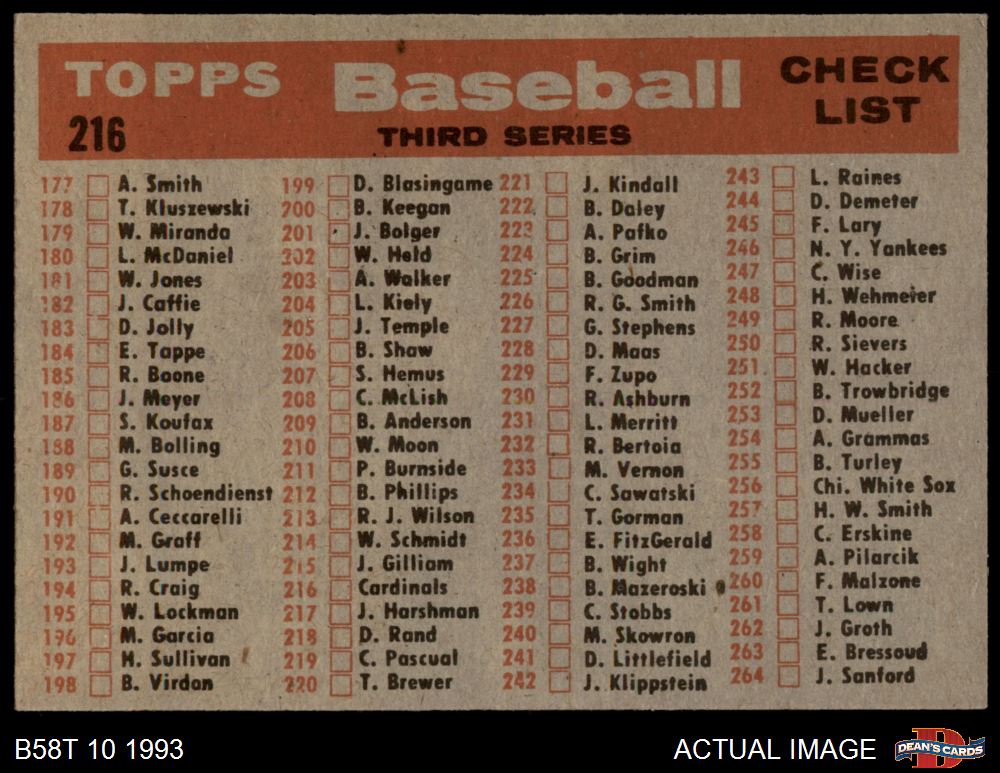 TOPPS Baseball CHECK LIST
216 THIRD SERIES
177 A. Smith
178 T. Kluszewski
179 W. Miranda
180 L. McDaniel
181 W. Jones
182 J. Caffie
183 D. Jolly
184 E. Tappe
185 R. Boone
186 J. Meyer
187 S. Koufax
188 M. Bolling
189 G. Susce
190 R. Schoendienst
191 A. Ceccarelli
192 M. Graff
193 J. Lumpe
194 R. Craig
195 W. Lockman
196 M. Garcia
197 H. Sullivan
198 B. Virdon
199 D. Blasingame
200 B. Keegan
201 J. Bolger
202 W. Held
203 A. Walker
204 L. Kiely
205 J. Temple
206 B. Shaw
207 S. Hemus
208 C. McLish
209 B. Anderson
210 W. Moon
211 P. Burnside
212 B. Phillips
213 R. J. Wilson
214 W. Schmidt
215 J. Gilliam
216 Cardinals
217 J. Harshman
218 D. Rand
219 C. Pascual
220 T. Brewer
221 J. Kindall
222 B. Daley
223 A. Pafko
224 B. Grim
225 B. Goodman
226 R. G. Smith
227 G. Stephens
228 D. Maas
229 F. Zupo
230 R. Ashburn
231 L. Merritt
232 R. Bertoia
233 M. Vernon
234 C. Sawatski
235 T. Gorman
236 E. FitzGerald
237 B. Wight
238 B. Mazeroski
239 C. Stobbs
240 M. Skowron
241 D. Littlefield
242 J. Klippstein
243 L. Raines
244 D. Demeter
245 F. Lary
246 N. Y. Yankees
247 C. Wise
248 H. Wehmeier
249 R. Moore
250 R. Sievers
251 W. Hacker
252 B. Trowbridge
253 D. Mueller
254 A. Grammas
255 B. Turley
256 Chi. White Sox
257 H. W. Smith
258 C. Erskine
259 A. Pilarcik
260 F. Malzone
261 T. Lown
262 J. Groth
263 E. Bressoud
264 J. Sanford
B58T 10 1993
ACTUAL IMAGE
D
DEAN'S CARDS